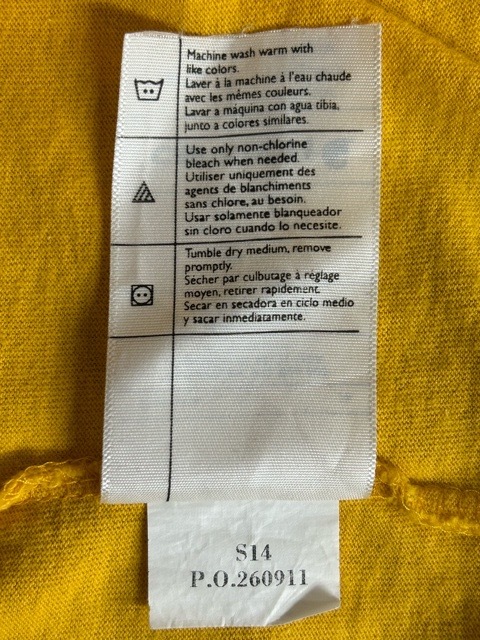 Machine wash warm with
like colors.
Laver à la machine à l'eau chaude
avec les mêmes couleurs.
Lavar a máquina con agua tibia,
junto a colores similares.
Use only non-chlorine
bleach when needed.
Utiliser uniquement des
agents de blanchiments
sans chlore, au besoin.
Usar solamente blanqueador
sin cloro cuando lo necesite.
Tumble dry medium, remove
promptly.
Sécher par culbutage à réglage
moyen, retirer rapidement.
Secar en secadora en ciclo medio
y sacar inmediatamente.
S14
P.O.260911